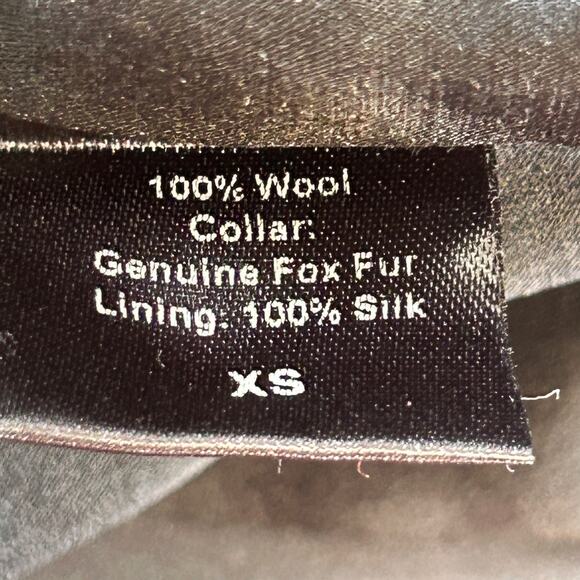 100% Wool
Collar:
Genuine Fox Fur
Lining: 100% Silk
XS